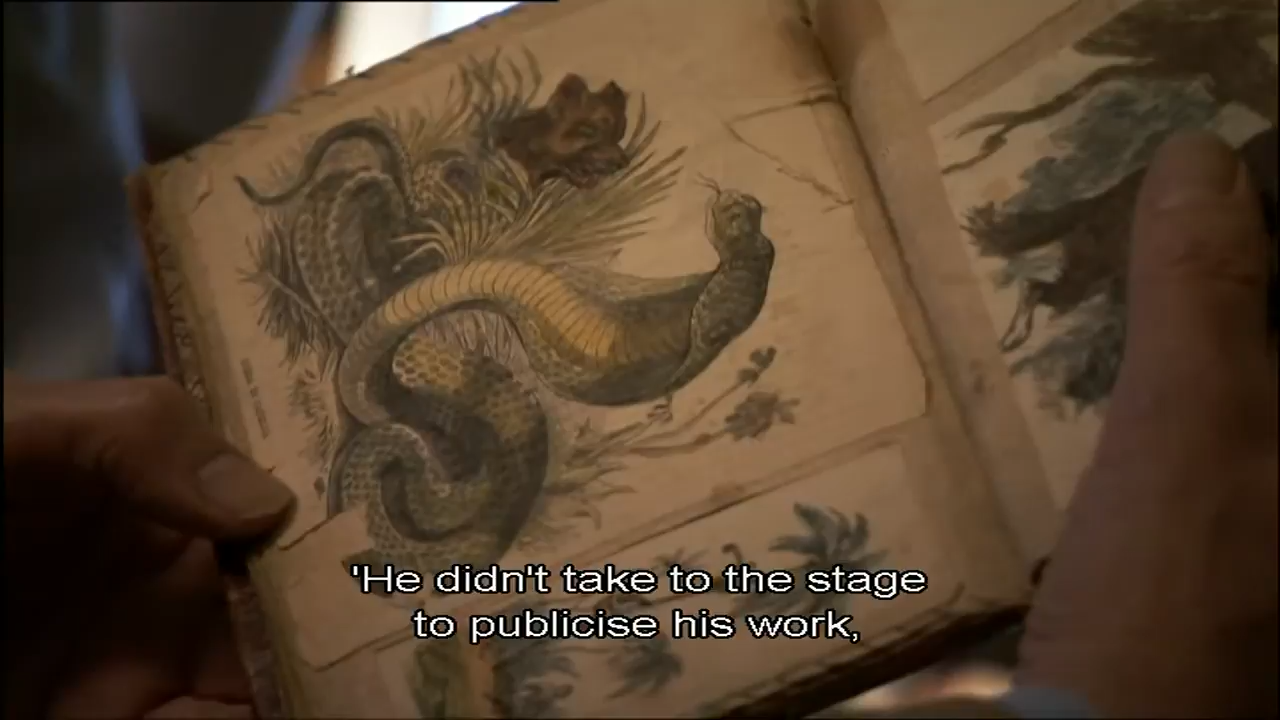 'He didn't take to the stage
to publicise his work,